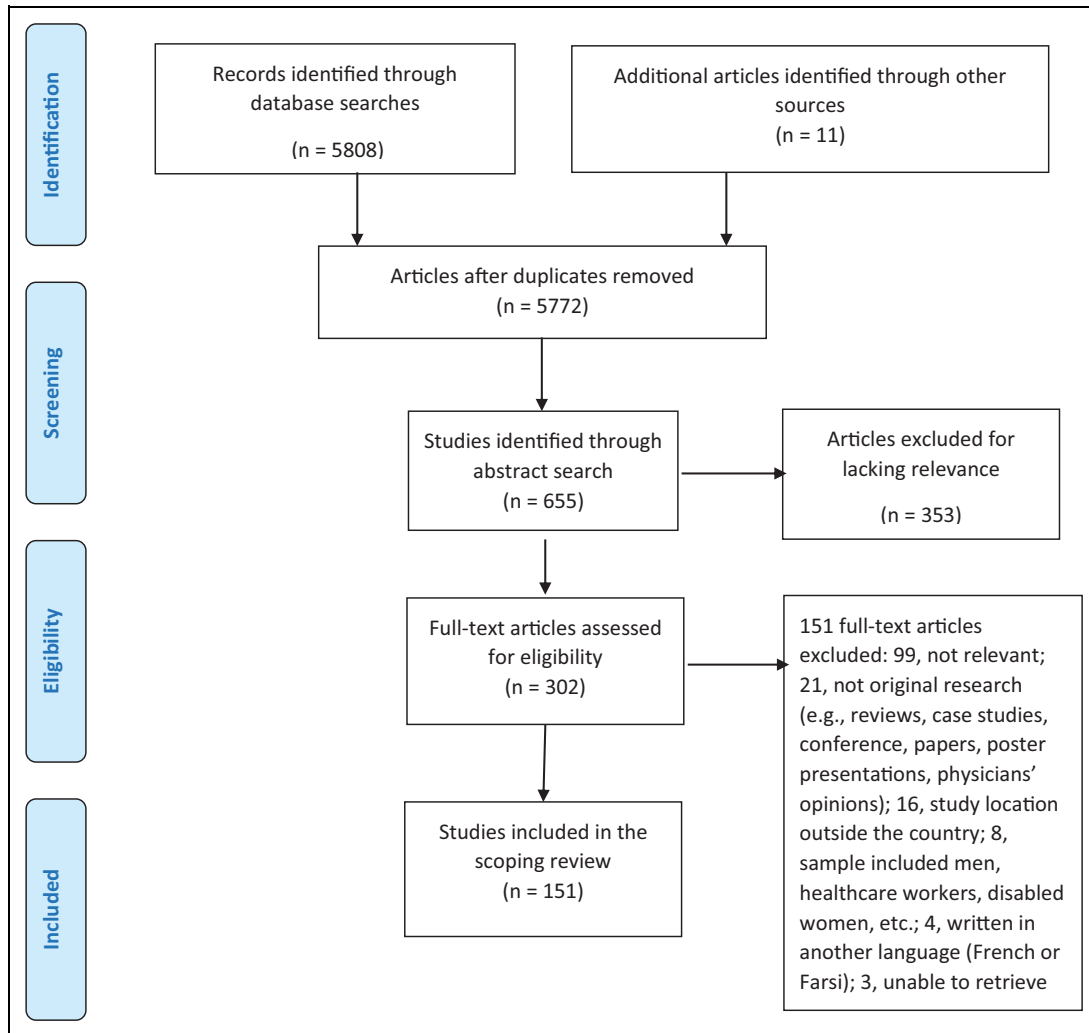 Identification
Records identified through
database searches
(n = 5808)
Additional articles identified through other
sources
(n = 11)
Screening
Articles after duplicates removed
(n = 5772)
Studies identified through
abstract search
(n = 655)
Articles excluded for
lacking relevance
(n = 353)
Eligibility
Full-text articles assessed
for eligibility
(n = 302)
151 full-text articles
excluded: 99, not relevant;
21, not original research
(e.g., reviews, case studies,
conference, papers, poster
presentations, physicians’
opinions); 16, study location
outside the country; 8,
sample included men,
healthcare workers, disabled
women, etc.; 4, written in
another language (French or
Farsi); 3, unable to retrieve
Included
Studies included in the
scoping review
(n = 151)